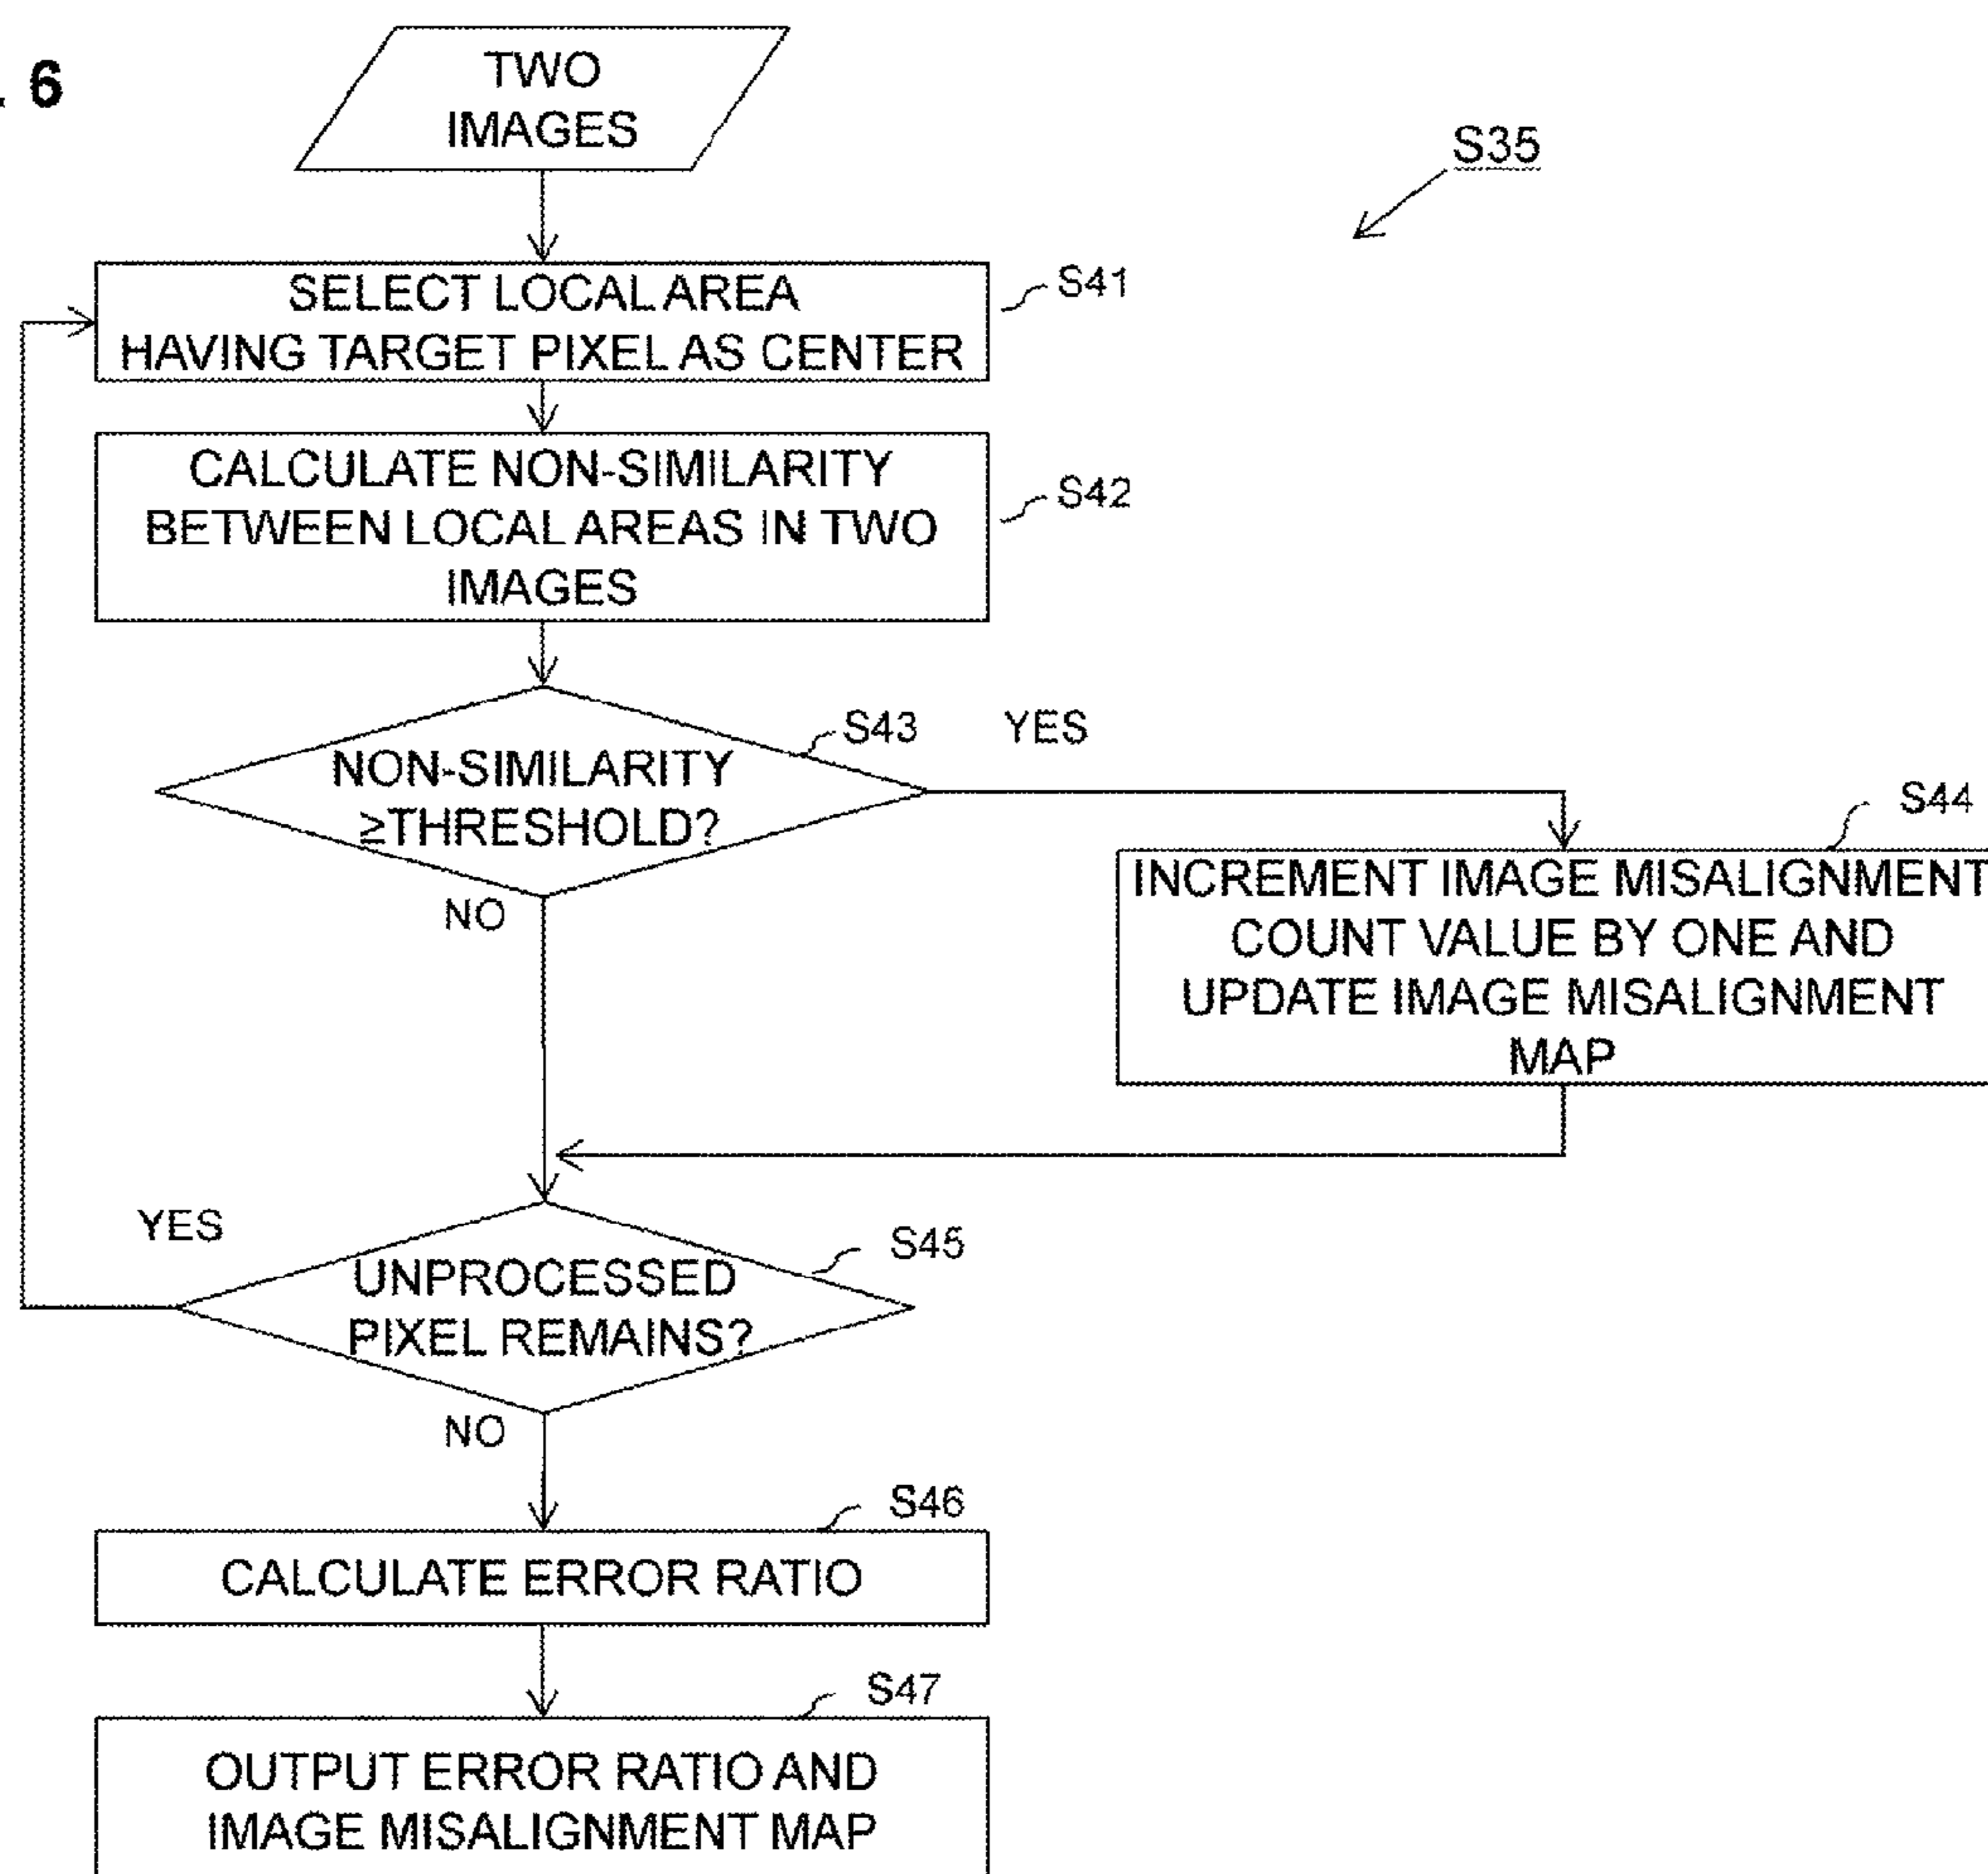 . 6
TWO
IMAGES
S35
SELECT LOCAL AREA
HAVING TARGET PIXEL AS CENTER
S41
CALCULATE NON-SIMILARITY
BETWEEN LOCAL AREAS IN TWO
IMAGES
S42
NON-SIMILARITY
≥THRESHOLD?
S43
YES
NO
S44
INCREMENT IMAGE MISALIGNMENT
COUNT VALUE BY ONE AND
UPDATE IMAGE MISALIGNMENT
MAP
YES
UNPROCESSED
PIXEL REMAINS?
S45
NO
S46
CALCULATE ERROR RATIO
S47
OUTPUT ERROR RATIO AND
IMAGE MISALIGNMENT MAP